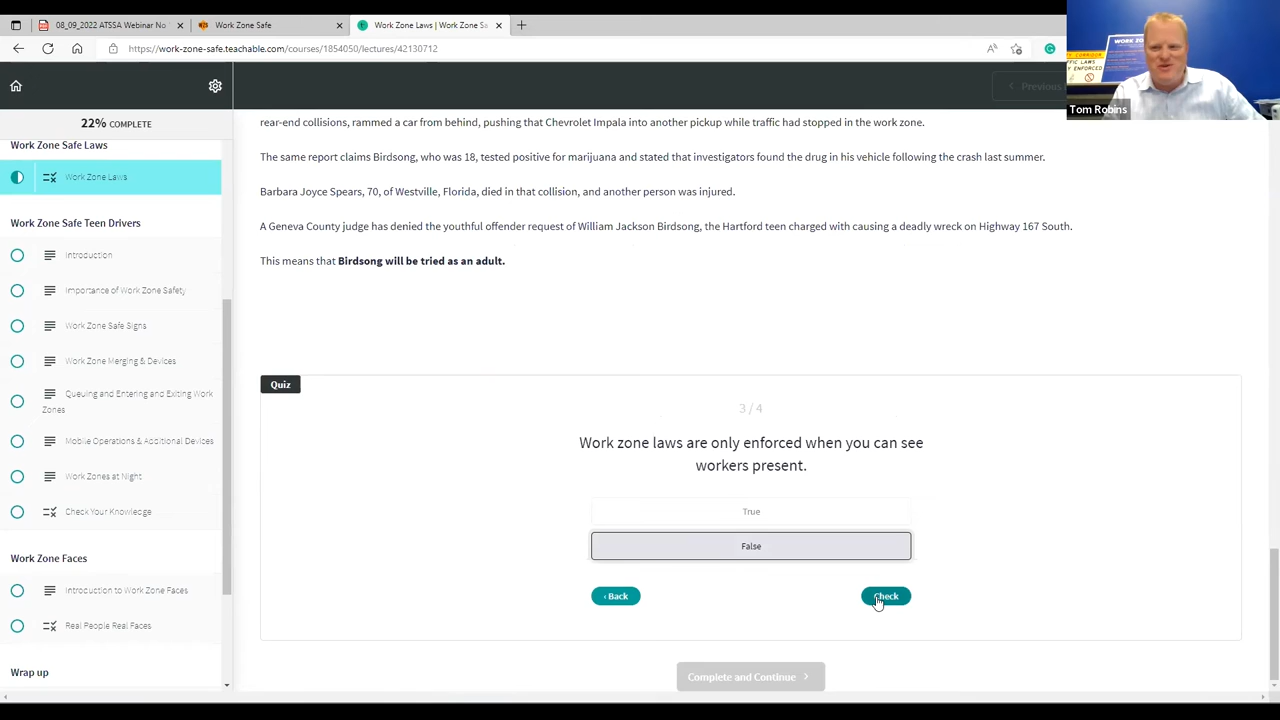 08_09_2022 ATSSA Webinar No
Work Zone Safe
Work Zone Laws | Work Zone Sa
https://work-zone-safe.teachable.com/courses/1854050/lectures/42130712
Tom Robins
22% COMPLETE
Previous
Work Zone Safe Laws
Work Zone Laws
Work Zone Safe Teen Drivers
Introduction
Importance of Work Zone Safety
Work Zone Safe Signs
Work Zone Merging & Devices
Queuing and Entering and Exiting Work
Zones
Mobile Operations & Additional Devices
Work Zones at Night
Check Your Knowledge
Work Zone Faces
Introduction to Work Zone Faces
Real People Real Faces
Wrap up
rear-end collisions, rammed from behind, pushing that Chevrolet Impala into another pickup while traffic had stopped in the work zone.
The same report claims Birdsong, who was 18, tested positive for marijuana and stated that investigators found the drug in his vehicle following the crash last summer.
Barbara Joyce Spears, 70, of Westville, Florida, died in that collision, and another person was injured.
A Geneva County judge has denied the youthful offender request of William Jackson Birdsong, the Hartford teen charged with causing a deadly wreck on Highway 167 South.
This means that Birdsong will be tried as an adult.
Quiz
3 / 4
Work zone laws are only enforced when you can see
workers present.
True
False
‹ Back
Check
Complete and Continue